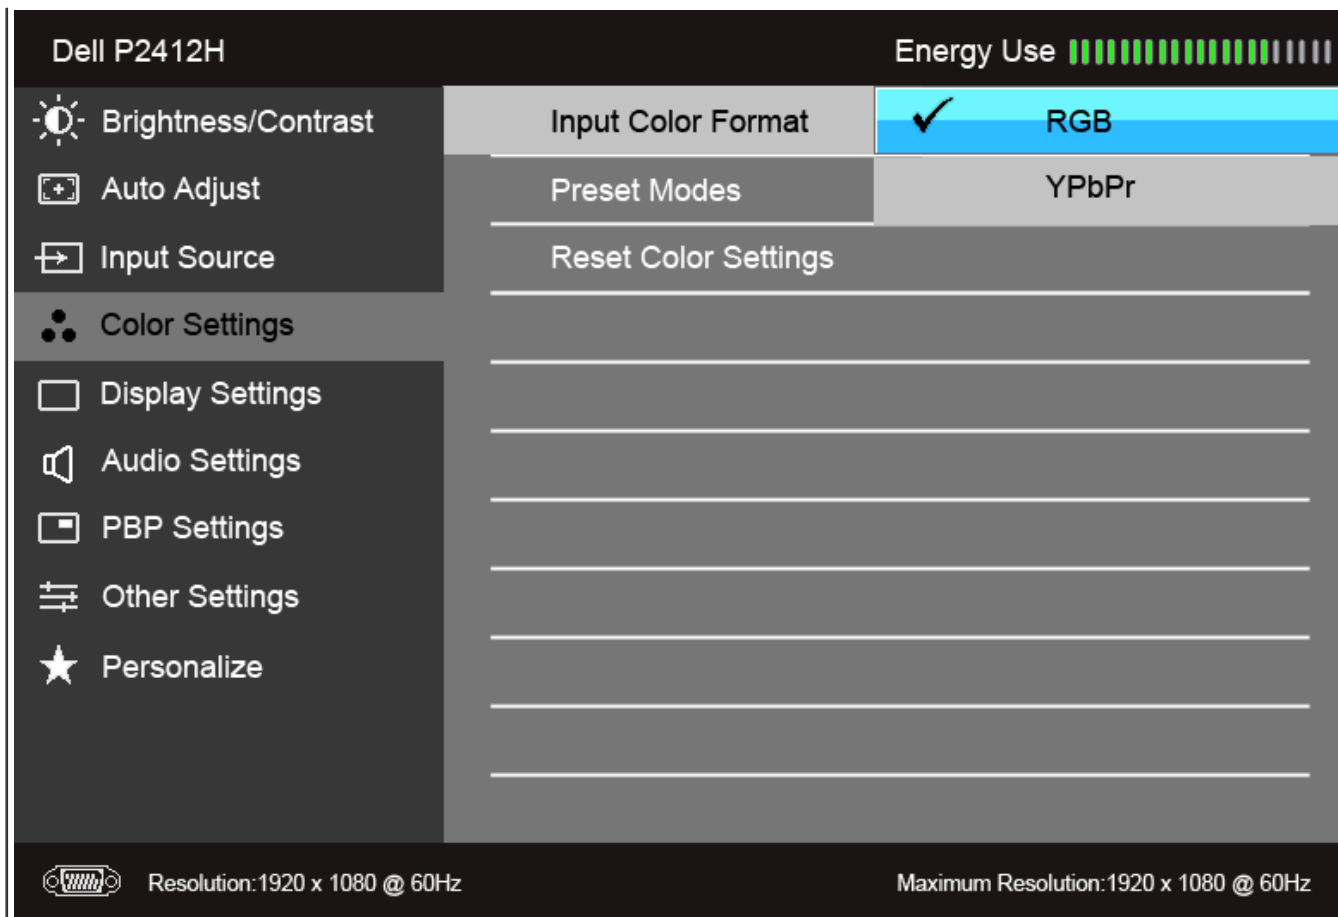 Dell P2412H
Energy Use
Brightness/Contrast
Auto Adjust
Input Source
Color Settings
Display Settings
Audio Settings
PBP Settings
Other Settings
Personalize
Input Color Format
Preset Modes
Reset Color Settings
RGB
YPbPr
Resolution:1920 x 1080 @ 60Hz
Maximum Resolution:1920 x 1080 @ 60Hz